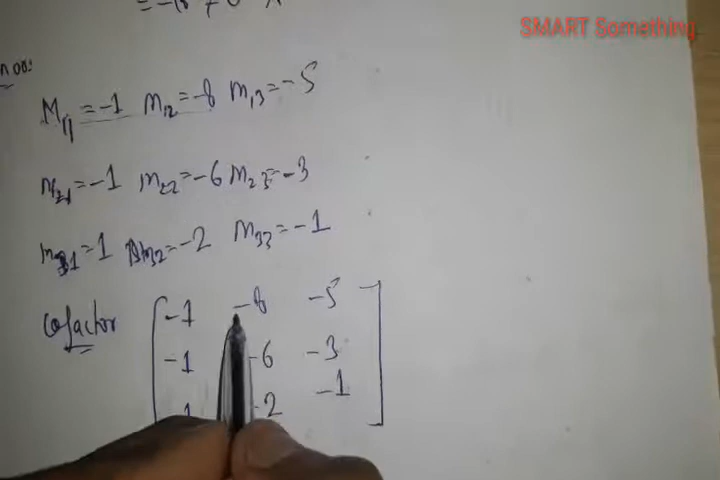 SMART Something
M11 = -1 m12 = -8 m13 = -5
m21 = -1 m22 = -6 m23 = -3
m31 = 1 m32 = -2 m33 = -1
Cofactor
-1 -8 -5
-1 -6 -3
1 -2 -1